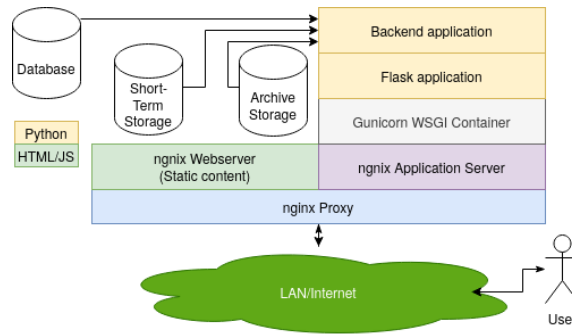 Backend application
Database
Flask application
Short-
Term
Storage
Archive
Storage
Gunicorn WSGI Container
Python
HTML/JS
ngnix Webserver
(Static content)
ngnix Application Server
nginx Proxy
LAN/Internet
Use